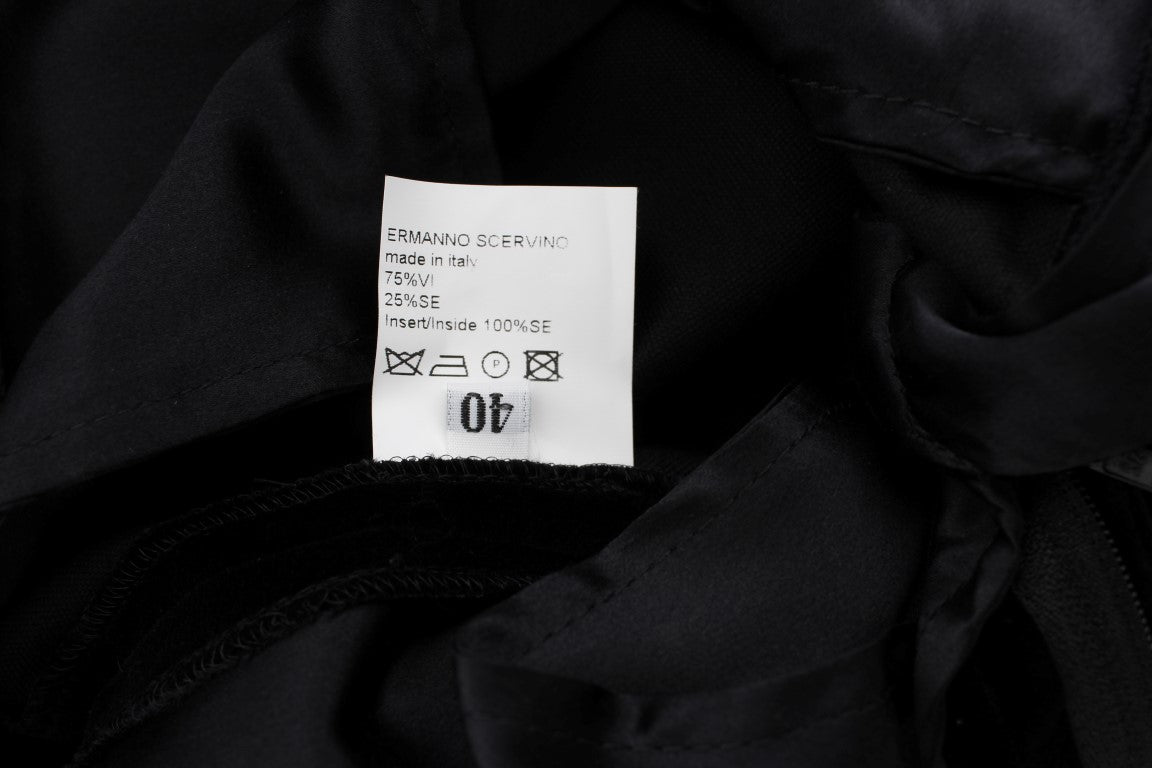 ERMANNO SCERVINO
made in italy
75%VI
25%SE
Insert/Inside 100%SE
P
40